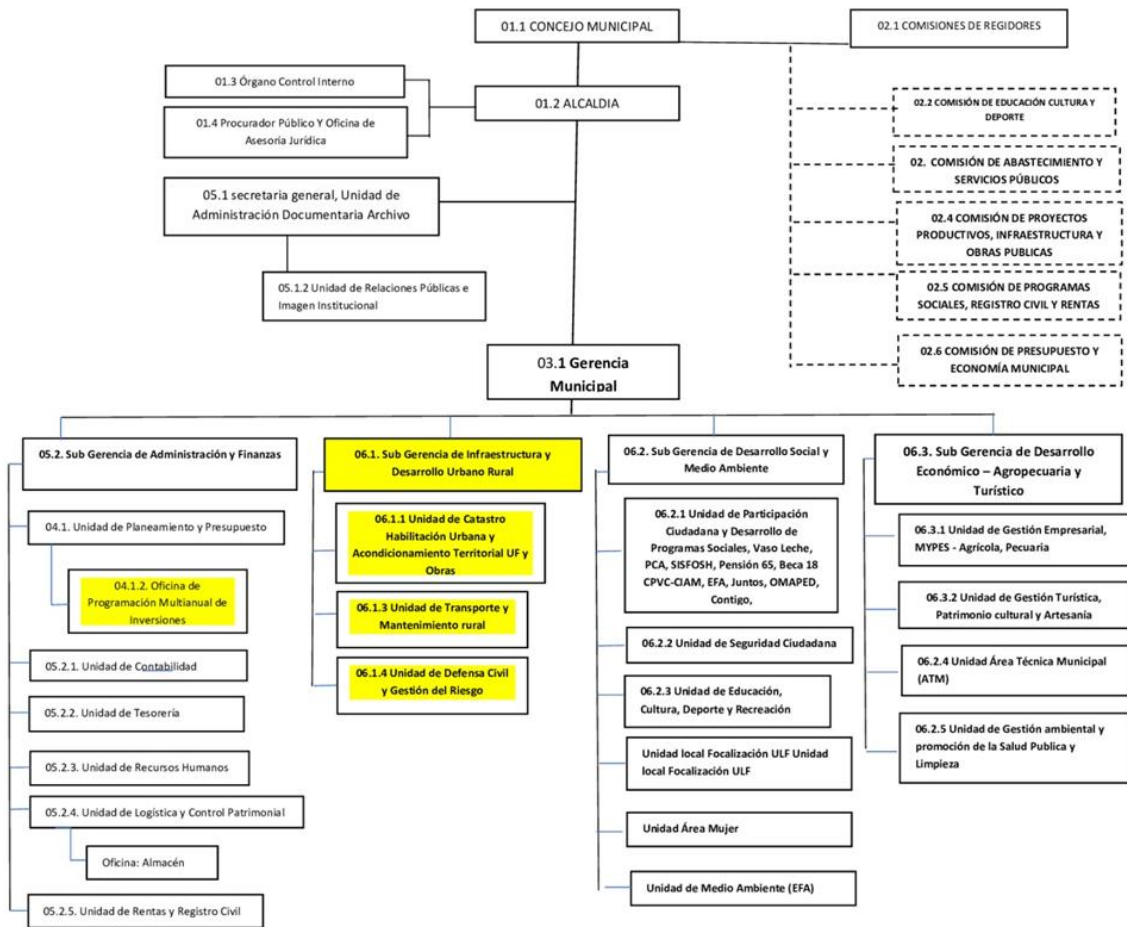 01.1 CONCEJO MUNICIPAL
02.1 COMISIONES DE REGIDORES
01.3 Órgano Control Interno
01.2 ALCALDIA
01.4 Procurador Público Y Oficina de
Asesoría Jurídica
02.2 COMISIÓN DE EDUCACIÓN CULTURA Y
DEPORTE
02. COMISIÓN DE ABASTECIMIENTO Y
SERVICIOS PÚBLICOS
05.1 secretaria general, Unidad de
Administración Documentaria Archivo
02.4 COMISIÓN DE PROYECTOS
PRODUCTIVOS, INFRAESTRUCTURA Y
OBRAS PUBLICAS
05.1.2 Unidad de Relaciones Públicas e
Imagen Institucional
02.5 COMISIÓN DE PROGRAMAS
SOCIALES, REGISTRO CIVIL Y RENTAS
02.6 COMISIÓN DE PRESUPUESTO Y
ECONOMÍA MUNICIPAL
03.1 Gerencia
Municipal
05.2. Sub Gerencia de Administración y Finanzas
04.1. Unidad de Planeamiento y Presupuesto
04.1.2. Oficina de
Programación Multianual de
Inversiones
05.2.1. Unidad de Contabilidad
05.2.2. Unidad de Tesorería
05.2.3. Unidad de Recursos Humanos
05.2.4. Unidad de Logística y Control Patrimonial
Oficina: Almacén
05.2.5. Unidad de Rentas y Registro Civil
06.1. Sub Gerencia de Infraestructura y
Desarrollo Urbano Rural
06.1.1 Unidad de Catastro
Habilitación Urbana y
Acondicionamiento Territorial UF y
Obras
06.1.3 Unidad de Transporte y
Mantenimiento rural
06.1.4 Unidad de Defensa Civil
y Gestión del Riesgo
06.2. Sub Gerencia de Desarrollo Social y
Medio Ambiente
06.2.1 Unidad de Participación
Ciudadana y Desarrollo de
Programas Sociales, Vaso Leche,
PCA, SISFOSH, Pensión 65, Beca 18
CPVC-CIAM, EFA, Juntos, OMAPED,
Contigo,
06.2.2 Unidad de Seguridad Ciudadana
06.2.3 Unidad de Educación,
Cultura, Deporte y Recreación
Unidad local Focalización ULF Unidad
local Focalización ULF
Unidad Área Mujer
Unidad de Medio Ambiente (EFA)
06.3. Sub Gerencia de Desarrollo
Económico – Agropecuaria y
Turístico
06.3.1 Unidad de Gestión Empresarial,
MYPES - Agrícola, Pecuaria
06.3.2 Unidad de Gestión Turística,
Patrimonio cultural y Artesanía
06.2.4 Unidad Área Técnica Municipal
(ATM)
06.2.5 Unidad de Gestión ambiental y
promoción de la Salud Publica y
Limpieza